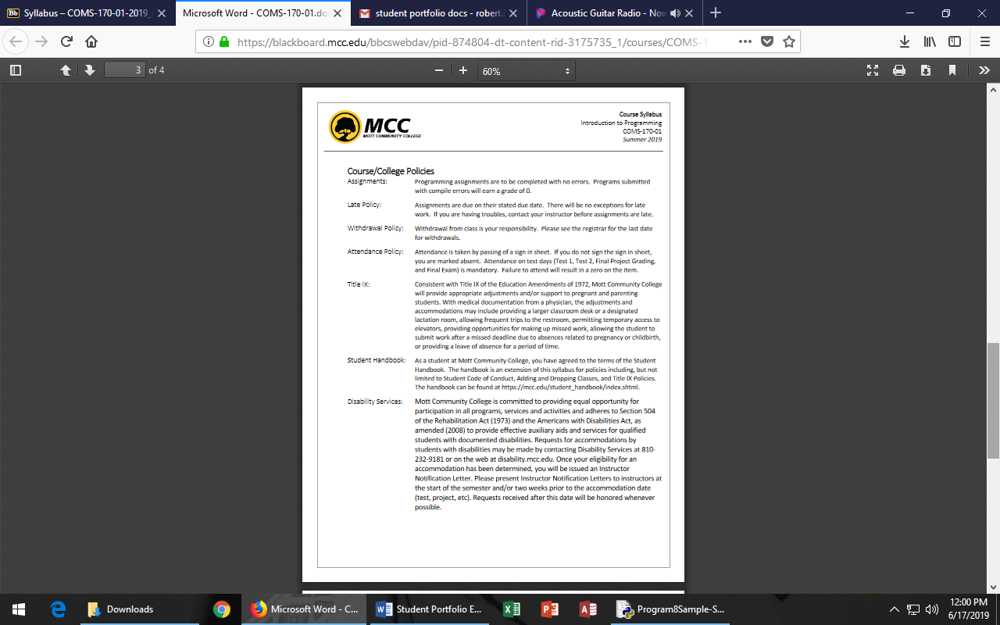 Syllabus – COMS-170-01-2019_
Microsoft Word - COMS-170-01.do
student portfolio docs - robert.
Acoustic Guitar Radio - Now
https://blackboard.mcc.edu/bbcswebdav/pid-874804-dt-content-rid-3175735_1/courses/COMS-1
3 of 4
60%
MCC
MOTT COMMUNITY COLLEGE
Course Syllabus
Introduction to Programming
COMS-170-01
Summer 2019
Course/College Policies
Assignments: Programming assignments are to be completed with no errors. Programs submitted
with compile errors will earn a grade of 0.
Late Policy: Assignments are due on their stated due date. There will be no exceptions for late
work. If you are having troubles, contact your instructor before assignments are late.
Withdrawal Policy: Withdrawal from class is your responsibility. Please see the registrar for the last date
for withdrawals.
Attendance Policy: Attendance is taken by passing of a sign in sheet. If you do not sign the sign in sheet,
you are marked absent. Attendance on test days (Test 1, Test 2, Final Project Grading,
and Final Exam) is mandatory. Failure to attend will result in a zero on the item.
Title IX: Consistent with Title IX of the Education Amendments of 1972, Mott Community College
will provide appropriate adjustments and/or support to pregnant and parenting
students. With medical documentation from a physician, the adjustments and
accommodations may include providing a larger classroom desk or a designated
lactation room, allowing frequent trips to the restroom, permitting temporary access to
elevators, providing opportunities for making up missed work, allowing the student to
submit work after a missed deadline due to absences related to pregnancy or childbirth,
or providing a leave of absence for a period of time.
Student Handbook: As a student at Mott Community College, you have agreed to the terms of the Student
Handbook. The handbook is an extension of this syllabus for policies including, but not
limited to Student Code of Conduct, Adding and Dropping Classes, and Title IX Policies.
The handbook can be found at https://mcc.edu/student_handbook/index.shtml.
Disability Services: Mott Community College is committed to providing equal opportunity for
participation in all programs, services and activities and adheres to Section 504
of the Rehabilitation Act (1973) and the Americans with Disabilities Act, as
amended (2008) to provide effective auxiliary aids and services for qualified
students with documented disabilities. Requests for accommodations by
students with disabilities may be made by contacting Disability Services at 810-
232-9181 or on the web at disability.mcc.edu. Once your eligibility for an
accommodation has been determined, you will be issued an Instructor
Notification Letter. Please present Instructor Notification Letters to instructors at
the start of the semester and/or two weeks prior to the accommodation date
(test, project, etc). Requests received after this date will be honored whenever
possible.
Downloads
Microsoft Word - C...
Student Portfolio E...
Program8Sample-S...
12:00 PM
6/17/2019